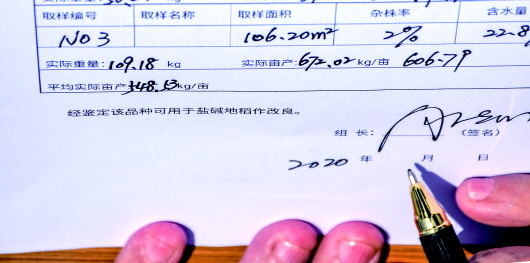 取样编号 取样名称 取样面积 杂株率 含水量
NO3 106.20m² 2% 22.8
实际重量：109.18 kg 实际亩产：672.02 kg/亩 606.79
平均实际亩产 kg/亩
经鉴定该品种可用于盐碱地稻作改良。
组 长： （签名）
2020 年 月 日